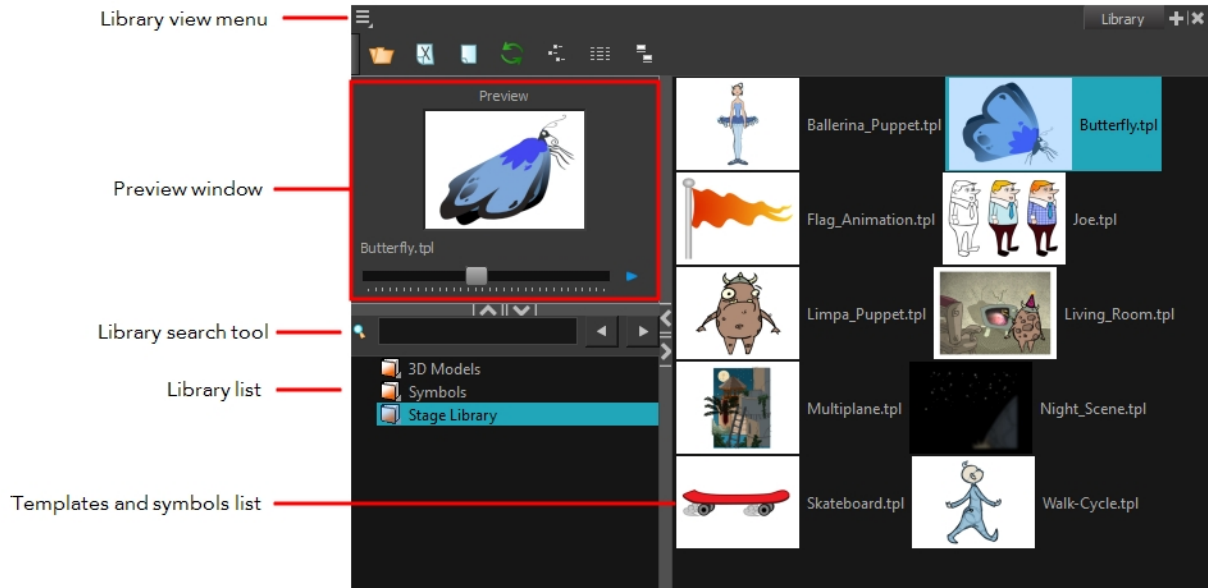 Library view menu
Library
Preview
Preview window
Butterfly.tpl
Library search tool
Library list
3D Models
Symbols
Stage Library
Templates and symbols list
Ballerina_Puppet.tpl
Butterfly.tpl
Flag_Animation.tpl
Joe.tpl
Limpa_Puppet.tpl
Living_Room.tpl
Multiplane.tpl
Night_Scene.tpl
Skateboard.tpl
Walk-Cycle.tpl